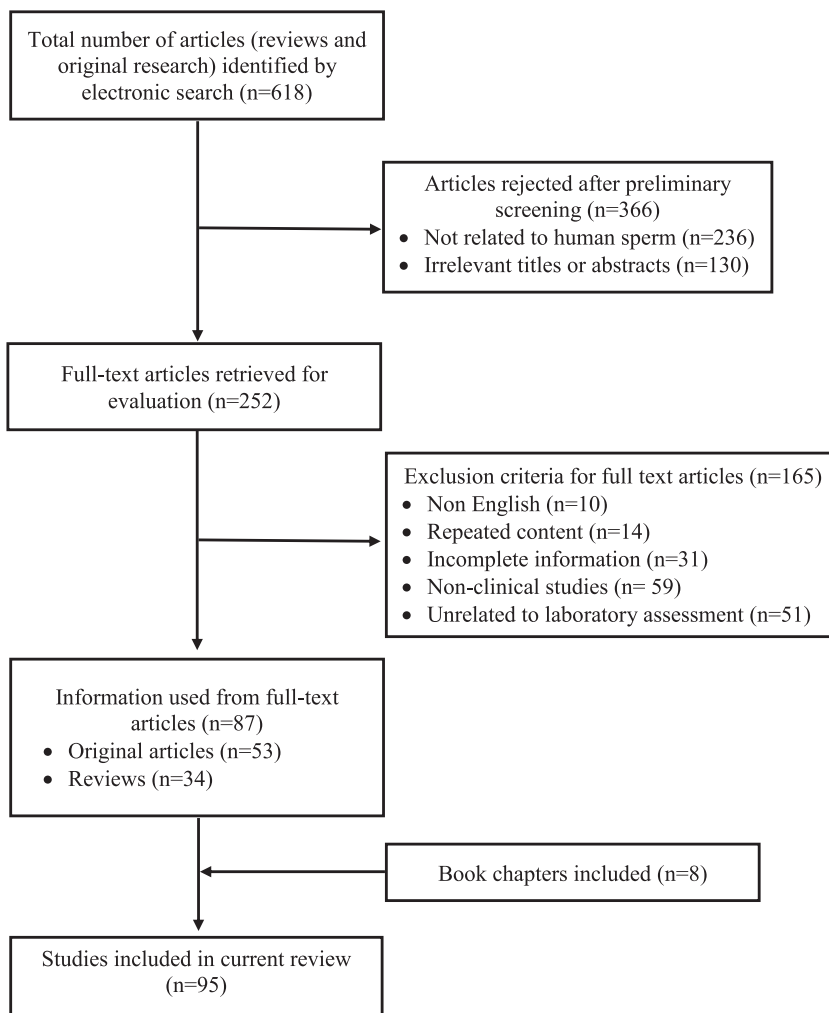 Total number of articles (reviews and
original research) identified by
electronic search (n=618)
Articles rejected after preliminary
screening (n=366)
• Not related to human sperm (n=236)
• Irrelevant titles or abstracts (n=130)
Full-text articles retrieved for
evaluation (n=252)
Exclusion criteria for full text articles (n=165)
• Non English (n=10)
• Repeated content (n=14)
• Incomplete information (n=31)
• Non-clinical studies (n= 59)
• Unrelated to laboratory assessment (n=51)
Information used from full-text
articles (n=87)
• Original articles (n=53)
• Reviews (n=34)
Book chapters included (n=8)
Studies included in current review
(n=95)